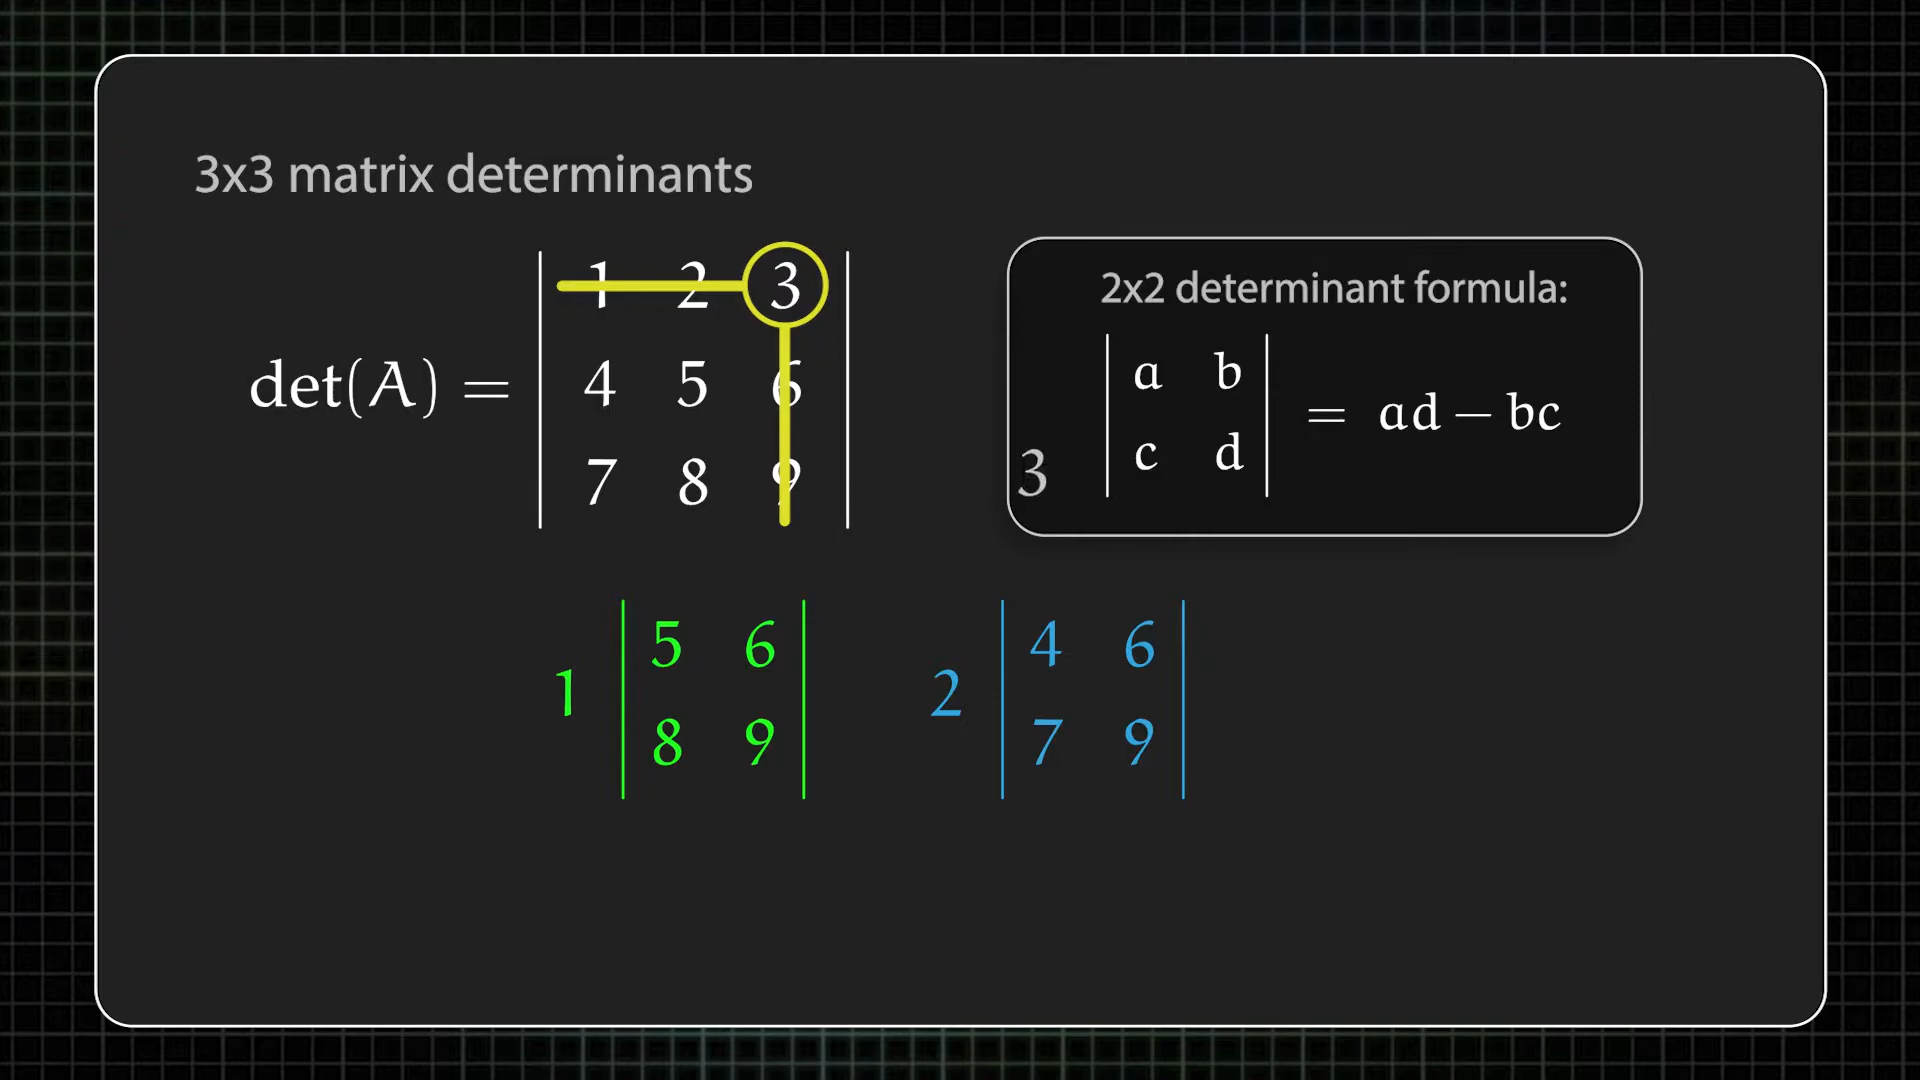 3x3 matrix determinants
det(A) =
1 2 3
4 5 6
7 8 9
2x2 determinant formula:
a b
c d
= ad − bc
3
1
5 6
8 9
2
4 6
7 9